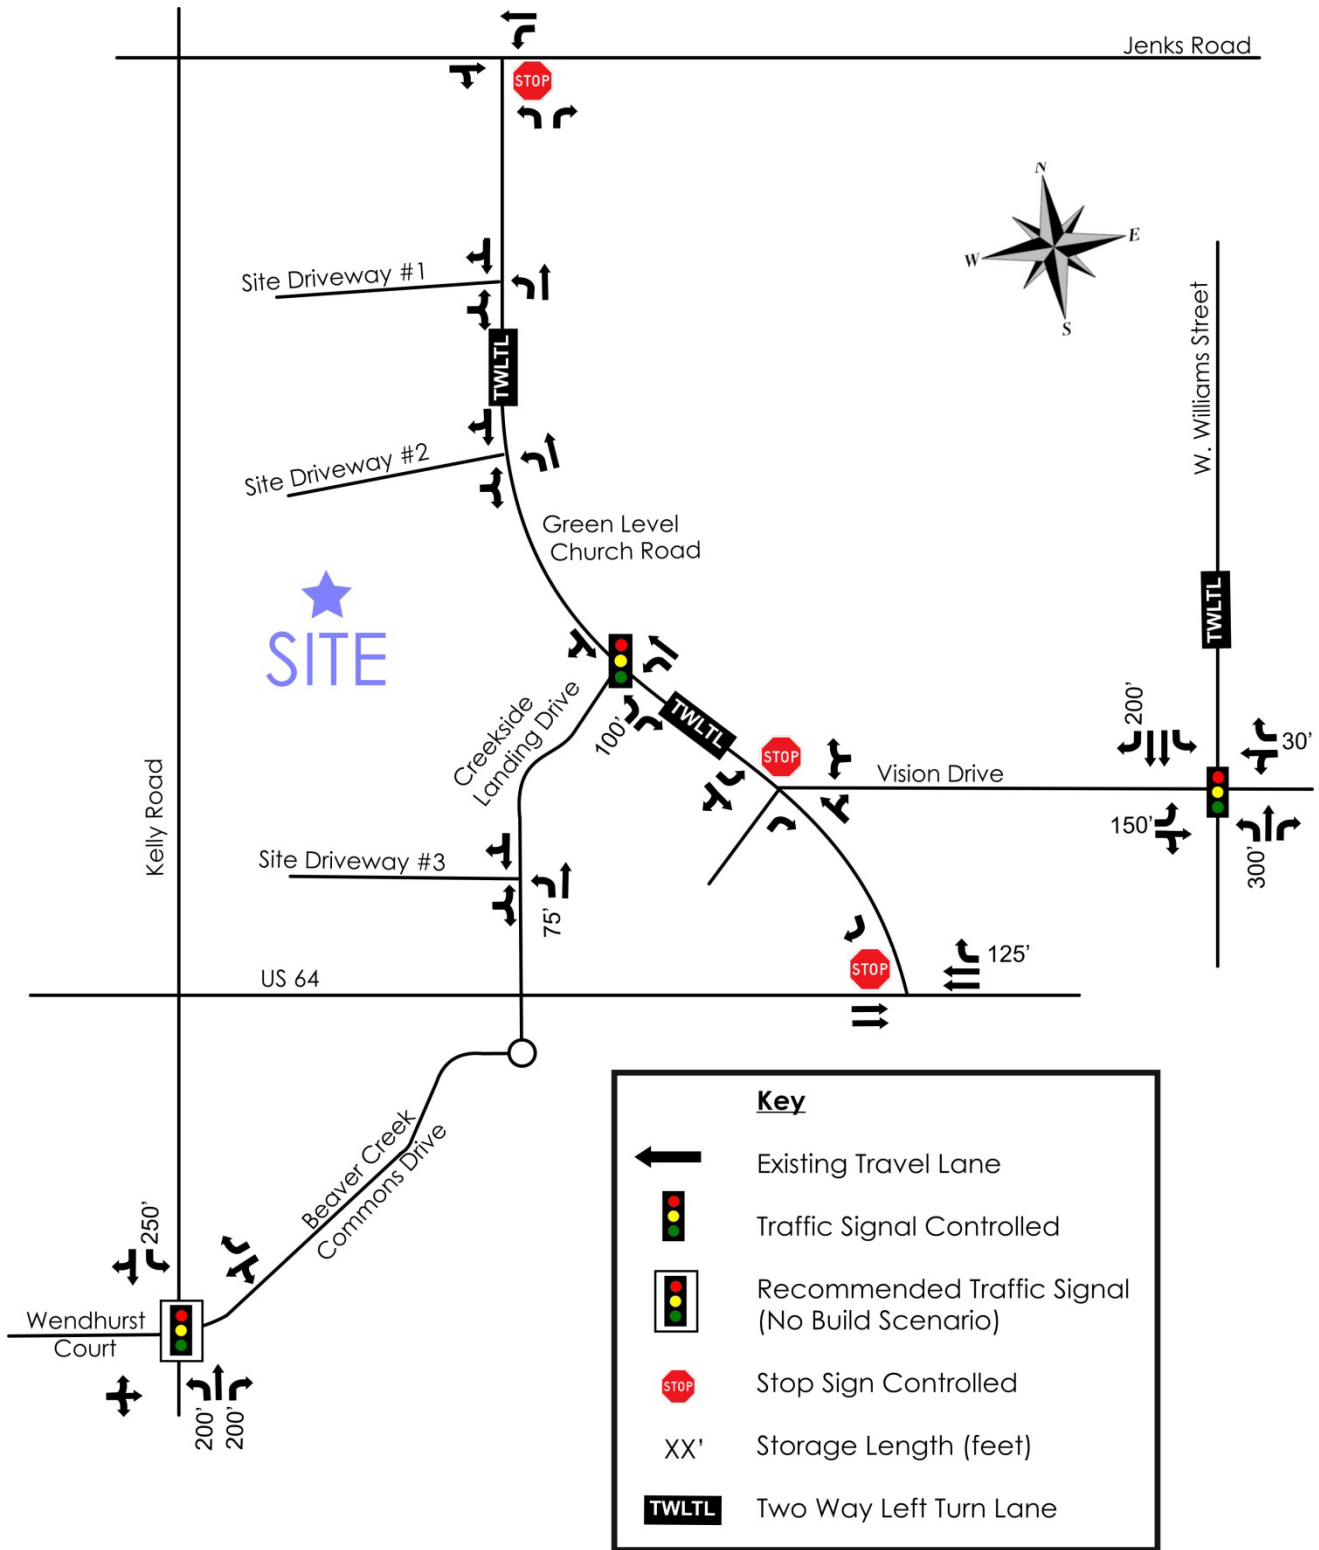 Jenks Road
STOP
N
E
W
S
Site Driveway #1
TWLTL
W. Williams Street
Site Driveway #2
Green Level
Church Road
SITE
TWLTL
Creekside
Landing Drive
100'
TWLTL
STOP
200'
30'
Vision Drive
150'
300'
Kelly Road
Site Driveway #3
75'
125'
STOP
US 64
Beaver Creek
Commons Drive
250'
Wendhurst
Court
200'
200'
Key
Existing Travel Lane
Traffic Signal Controlled
Recommended Traffic Signal
(No Build Scenario)
STOP
Stop Sign Controlled
XX'
Storage Length (feet)
TWLTL
Two Way Left Turn Lane